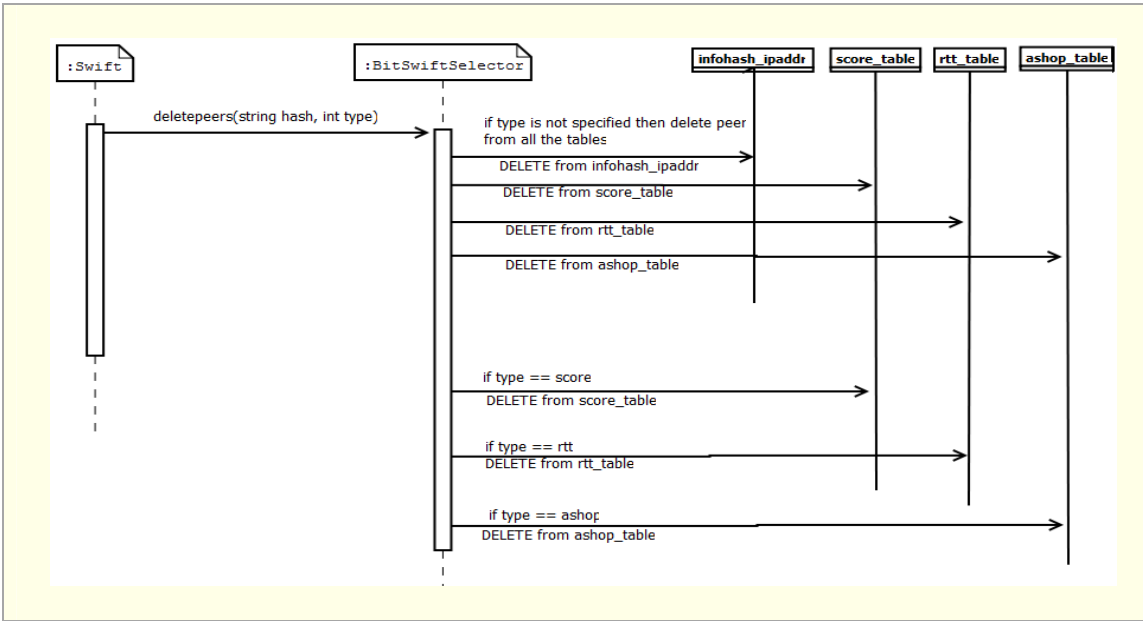 :Swift
:BitSwiftSelector
infohash_ipaddr
score_table
rtt_table
ashop_table
deletepeers(string hash, int type)
if type is not specified then delete peer
from all the tables
DELETE from infohash_ipaddr
DELETE from score_table
DELETE from rtt_table
DELETE from ashop_table
if type == score
DELETE from score_table
if type == rtt
DELETE from rtt_table
if type == ashop
DELETE from ashop_table